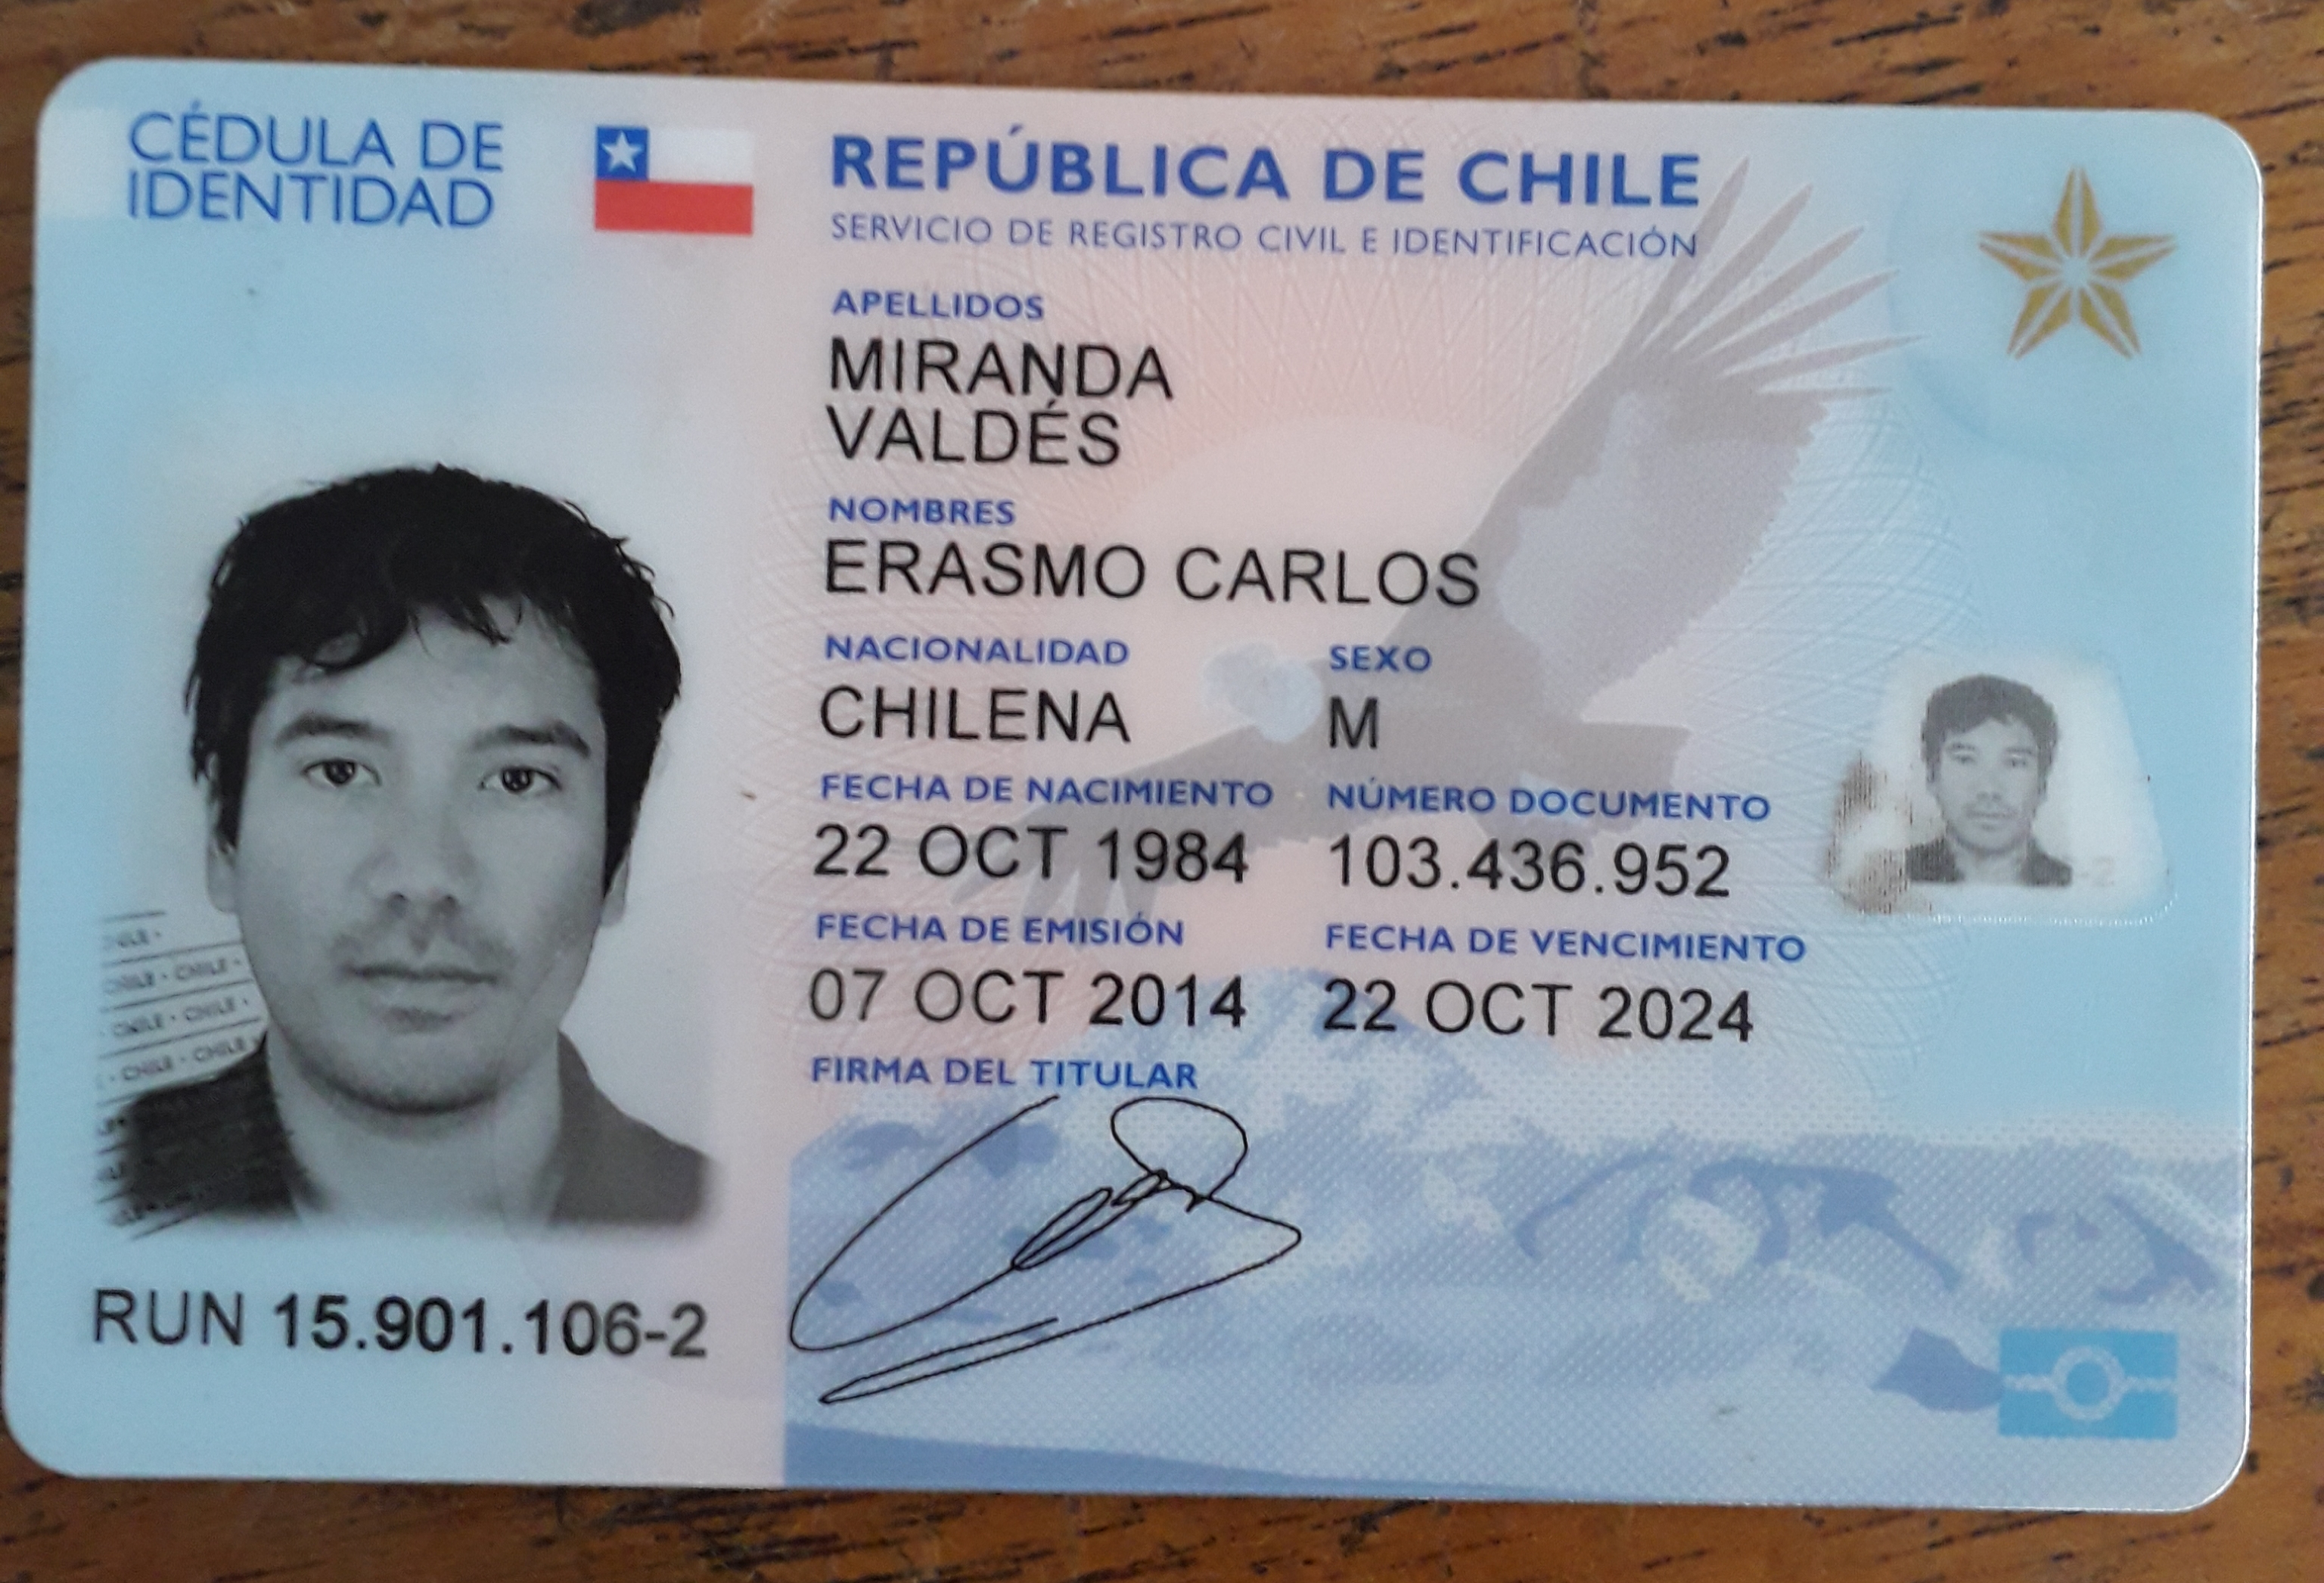 CÉDULA DE
IDENTIDAD
REPÚBLICA DE CHILE
SERVICIO DE REGISTRO CIVIL E IDENTIFICACIÓN
APELLIDOS
MIRANDA
VALDÉS
NOMBRES
ERASMO CARLOS
NACIONALIDAD SEXO
CHILENA M
FECHA DE NACIMIENTO NÚMERO DOCUMENTO
22 OCT 1984 103.436.952
FECHA DE EMISIÓN FECHA DE VENCIMIENTO
07 OCT 2014 22 OCT 2024
FIRMA DEL TITULAR
CHILE • CHILE •
CHILE • CHILE •
CHILE • CHILE
RUN 15.901.106-2